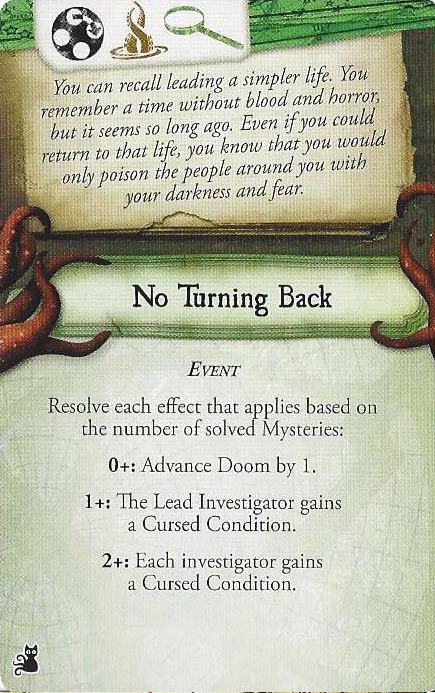 You can recall leading a simpler life. You
remember a time without blood and horror,
but it seems so long ago. Even if you could
return to that life, you know that you would
only poison the people around you with
your darkness and fear.
No Turning Back
Event
Resolve each effect that applies based on
the number of solved Mysteries:
0+: Advance Doom by 1.
1+: The Lead Investigator gains
a Cursed Condition.
2+: Each investigator gains
a Cursed Condition.